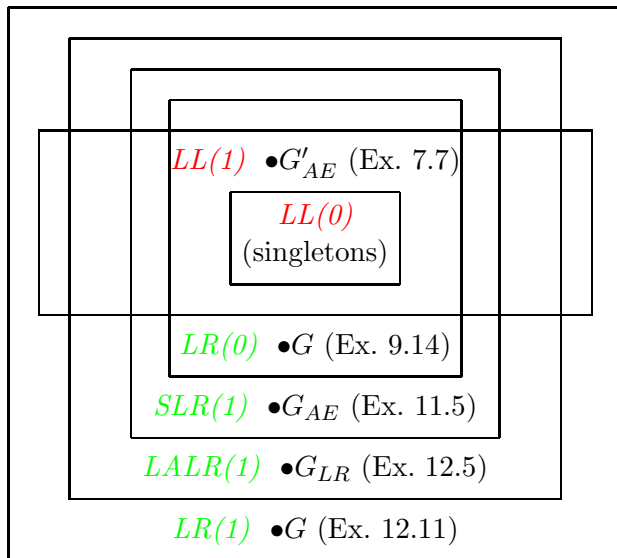 LL(1) •G′AE (Ex. 7.7)
LL(0)
(singletons)
LR(0) •G (Ex. 9.14)
SLR(1) •GAE (Ex. 11.5)
LALR(1) •GLR (Ex. 12.5)
LR(1) •G (Ex. 12.11)